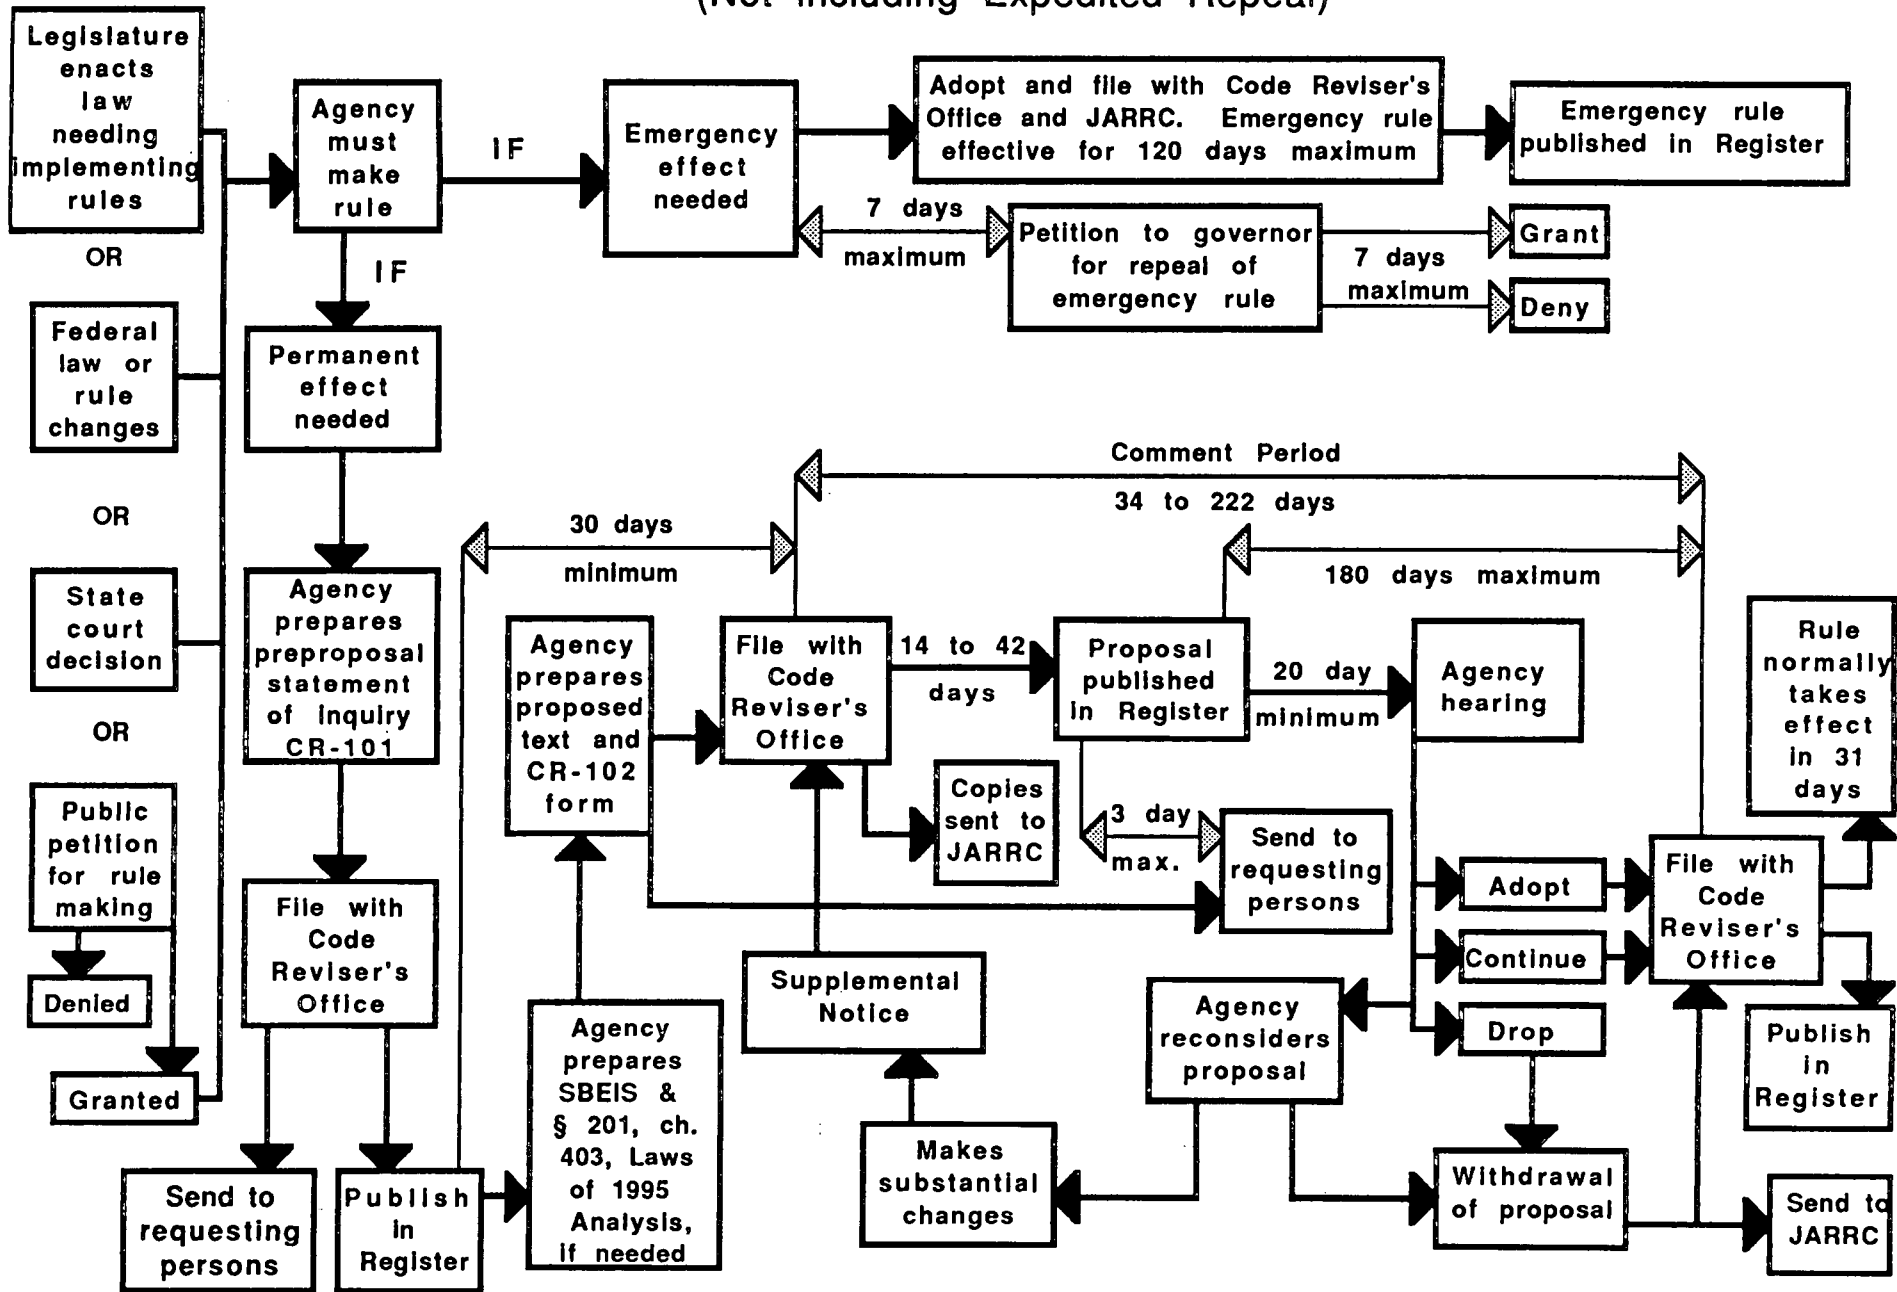 (Not Including Expedited Repeal)
Legislature
enacts
law
needing
implementing
rules
OR
Federal
law or
rule
changes
OR
State
court
decision
OR
Public
petition
for rule
making
Denied
Granted
Agency
must
make
rule
IF
IF
Emergency
effect
needed
Adopt and file with Code Reviser's
Office and JARRC. Emergency rule
effective for 120 days maximum
Emergency rule
published in Register
7 days
maximum
Petition to governor
for repeal of
emergency rule
7 days
maximum
Grant
Deny
Permanent
effect
needed
Agency
prepares
preproposal
statement
of inquiry
CR-101
File with
Code
Reviser's
Office
Send to
requesting
persons
Publish
in
Register
30 days
minimum
Agency
prepares
SBEIS &
§ 201, ch.
403, Laws
of 1995
Analysis,
if needed
Agency
prepares
proposed
text and
CR-102
form
File with
Code
Reviser's
Office
Comment Period
34 to 222 days
14 to 42
days
Copies
sent to
JARRC
Proposal
published
in Register
180 days maximum
20 day
minimum
3 day
max.
Send to
requesting
persons
Agency
hearing
Adopt
Continue
Drop
Agency
reconsiders
proposal
Makes
substantial
changes
Supplemental
Notice
Withdrawal
of proposal
Send to
JARRC
File with
Code
Reviser's
Office
Rule
normally
takes
effect
in 31
days
Publish
in
Register